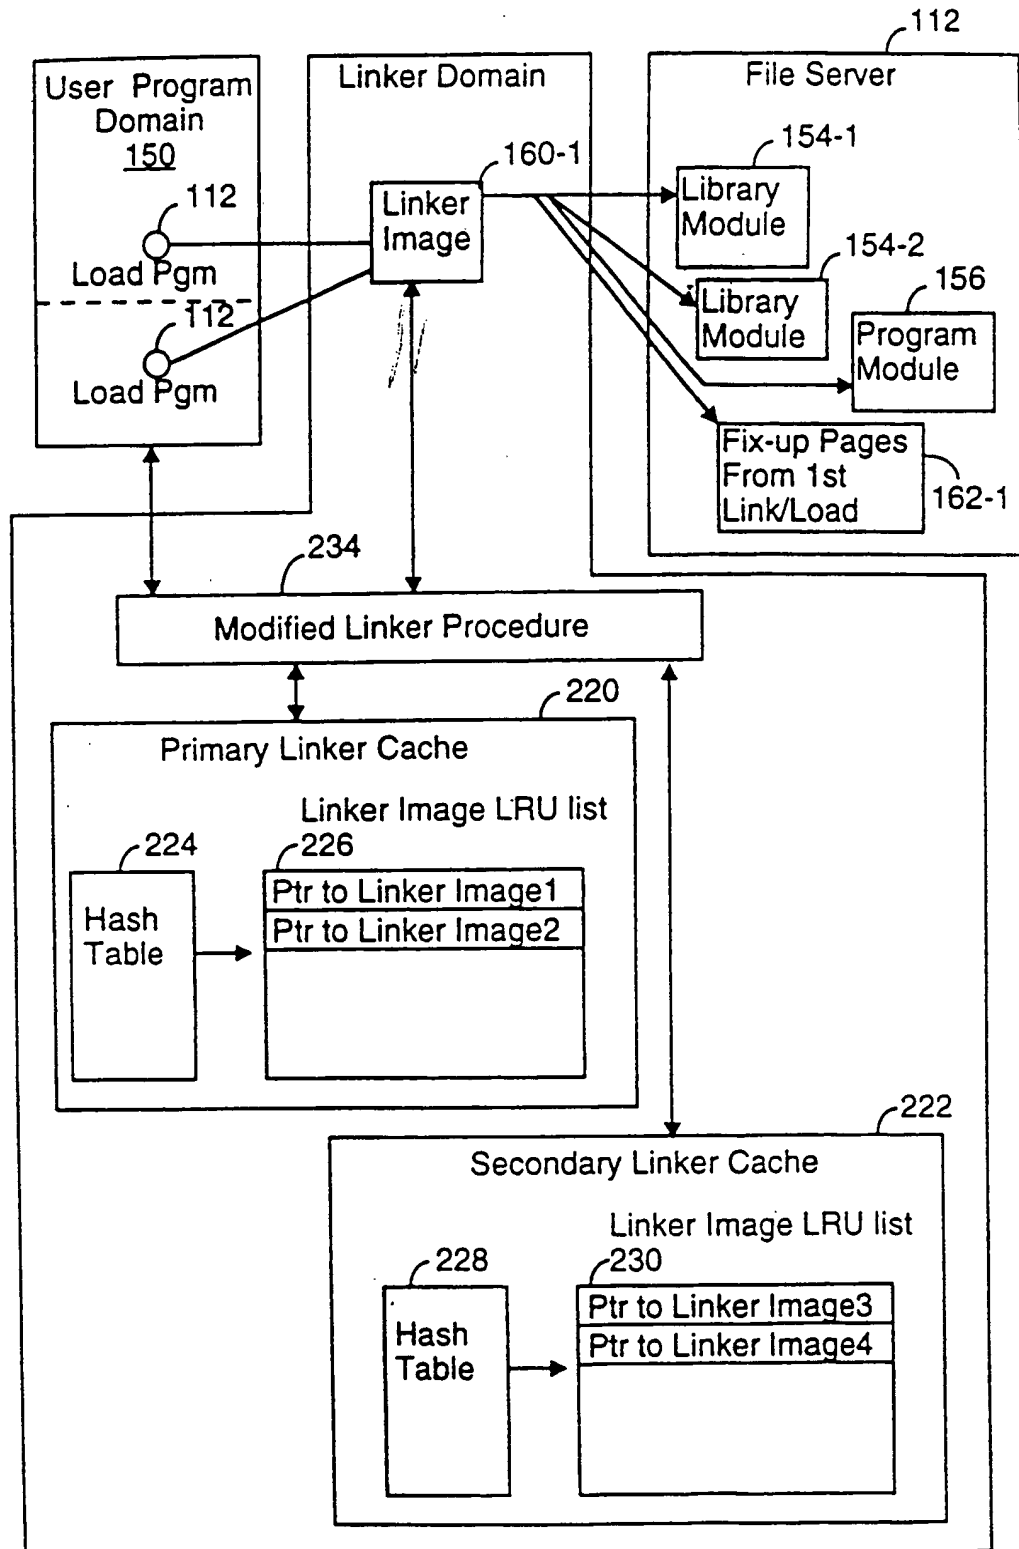 112
User Program
Domain
150
Linker Domain
File Server
160-1
154-1
112
Linker
Image
Library
Module
154-2
Load Pgm
112
Library
Module
156
Program
Module
Load Pgm
Fix-up Pages
From 1st
Link/Load
162-1
234
Modified Linker Procedure
220
Primary Linker Cache
Linker Image LRU list
224
226
Hash
Table
Ptr to Linker Image1
Ptr to Linker Image2
222
Secondary Linker Cache
Linker Image LRU list
228
230
Hash
Table
Ptr to Linker Image3
Ptr to Linker Image4